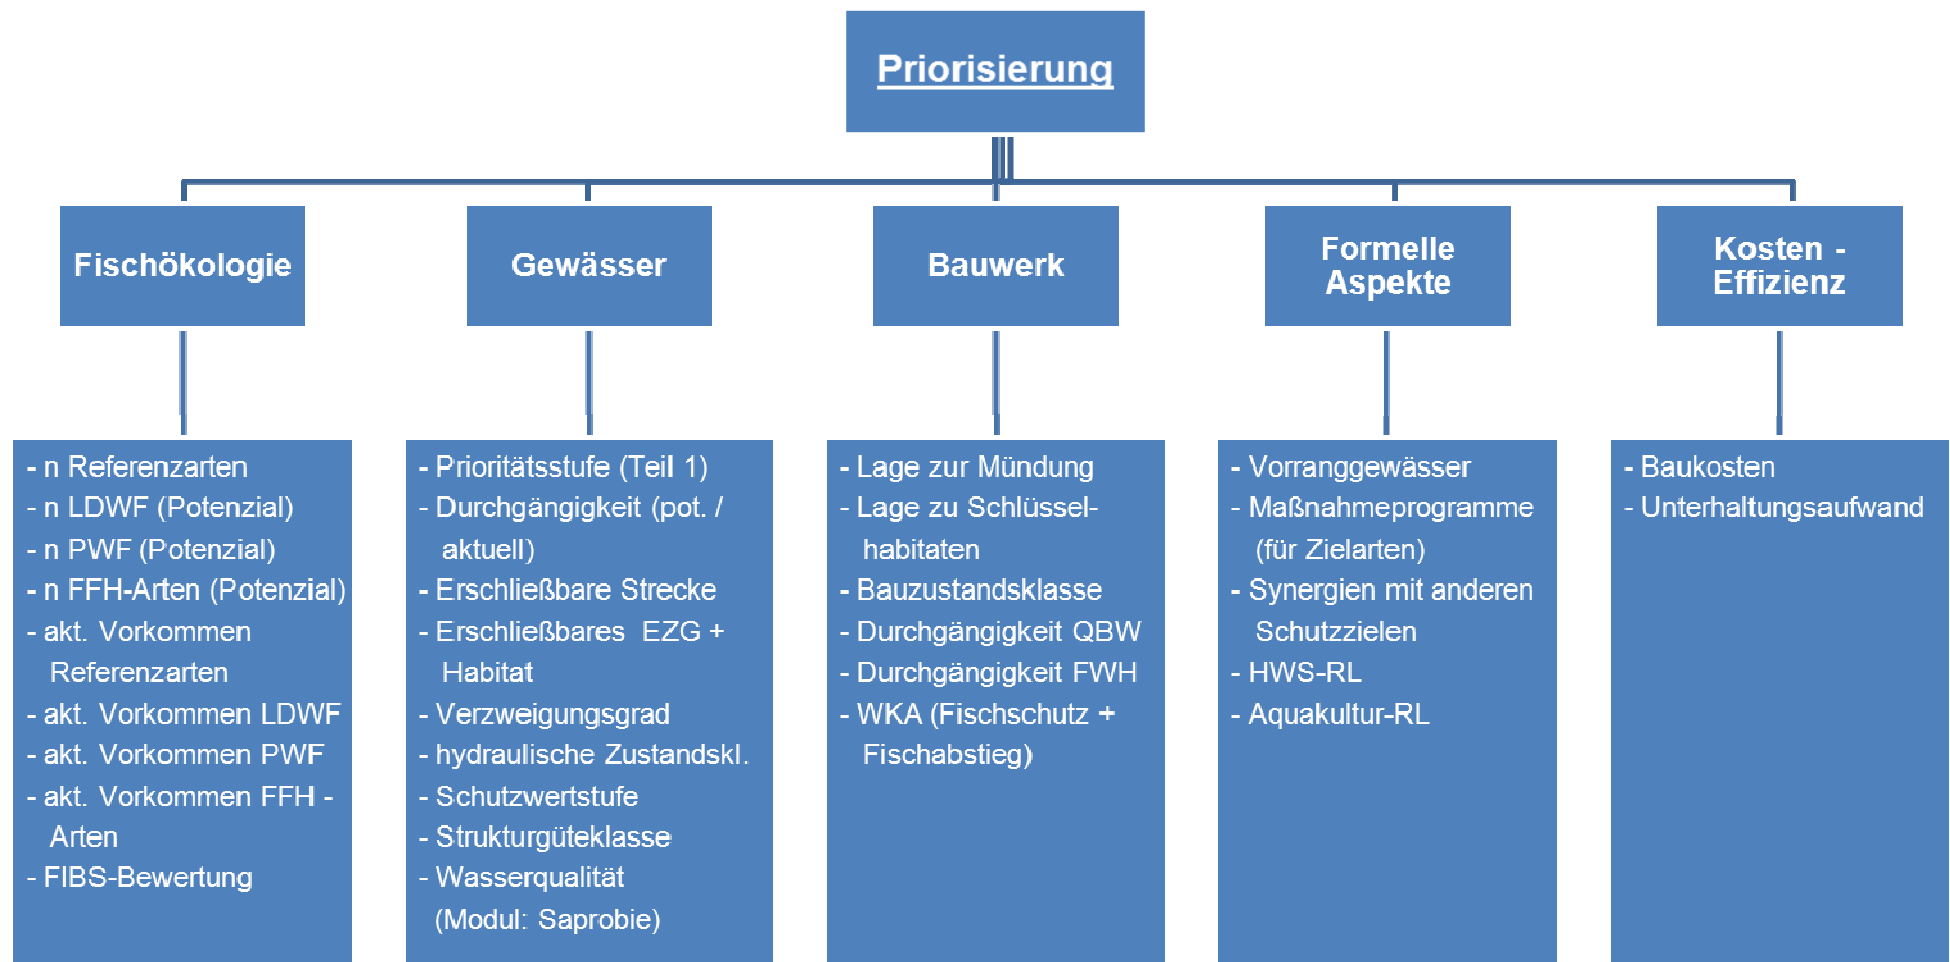 Priorisierung
Fischökologie
Gewässer
Bauwerk
Formelle
Aspekte
Kosten -
Effizienz
- n Referenzarten
- n LDWF (Potenzial)
- n PWF (Potenzial)
- n FFH-Arten (Potenzial)
- akt. Vorkommen
Referenzarten
- akt. Vorkommen LDWF
- akt. Vorkommen PWF
- akt. Vorkommen FFH -
Arten
- FIBS-Bewertung
- Prioritätsstufe (Teil 1)
- Durchgängigkeit (pot. /
aktuell)
- Erschließbare Strecke
- Erschließbares EZG +
Habitat
- Verzweigungsgrad
- hydraulische Zustandskl.
- Schutzwertstufe
- Strukturgüteklasse
- Wasserqualität
(Modul: Saprobie)
- Lage zur Mündung
- Lage zu Schlüssel-
habitaten
- Bauzustandsklasse
- Durchgängigkeit QBW
- Durchgängigkeit FWH
- WKA (Fischschutz +
Fischabstieg)
- Vorranggewässer
- Maßnahmeprogramme
(für Zielarten)
- Synergien mit anderen
Schutzzielen
- HWS-RL
- Aquakultur-RL
- Baukosten
- Unterhaltungsaufwand